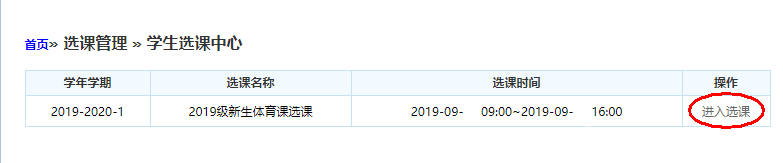 首页» 选课管理 » 学生选课中心
学年学期 选课名称 选课时间 操作
2019-2020-1 2019级新生体育课选课 2019-09- 09:00~2019-09- 16:00 进入选课